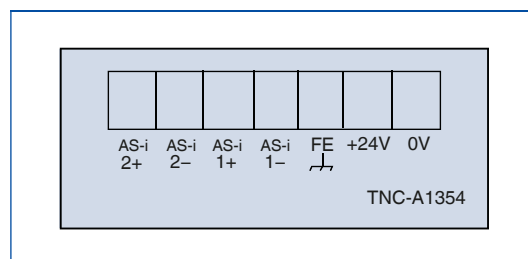 AS-i AS-i AS-i AS-i FE +24V 0V
2+ 2– 1+ 1–
TNC-A1354